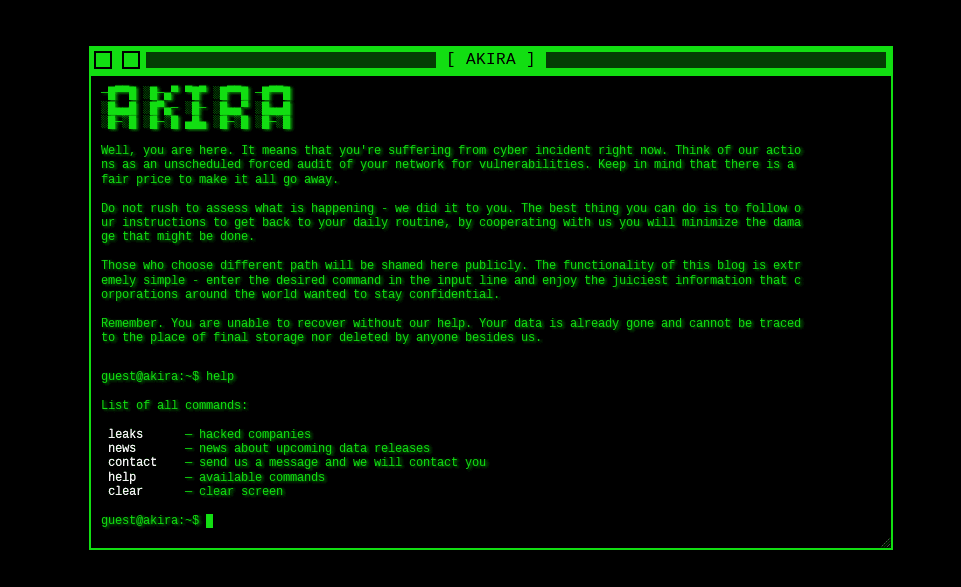 [ AKIRA ]
AKIRA
Well, you are here. It means that you're suffering from cyber incident right now. Think of our actio
ns as an unscheduled forced audit of your network for vulnerabilities. Keep in mind that there is a
fair price to make it all go away.
Do not rush to assess what is happening - we did it to you. The best thing you can do is to follow o
ur instructions to get back to your daily routine, by cooperating with us you will minimize the dama
ge that might be done.
Those who choose different path will be shamed here publicly. The functionality of this blog is extr
emely simple - enter the desired command in the input line and enjoy the juiciest information that c
orporations around the world wanted to stay confidential.
Remember. You are unable to recover without our help. Your data is already gone and cannot be traced
to the place of final storage nor deleted by anyone besides us.
guest@akira:~$ help
List of all commands:
leaks — hacked companies
news — news about upcoming data releases
contact — send us a message and we will contact you
help — available commands
clear — clear screen
guest@akira:~$